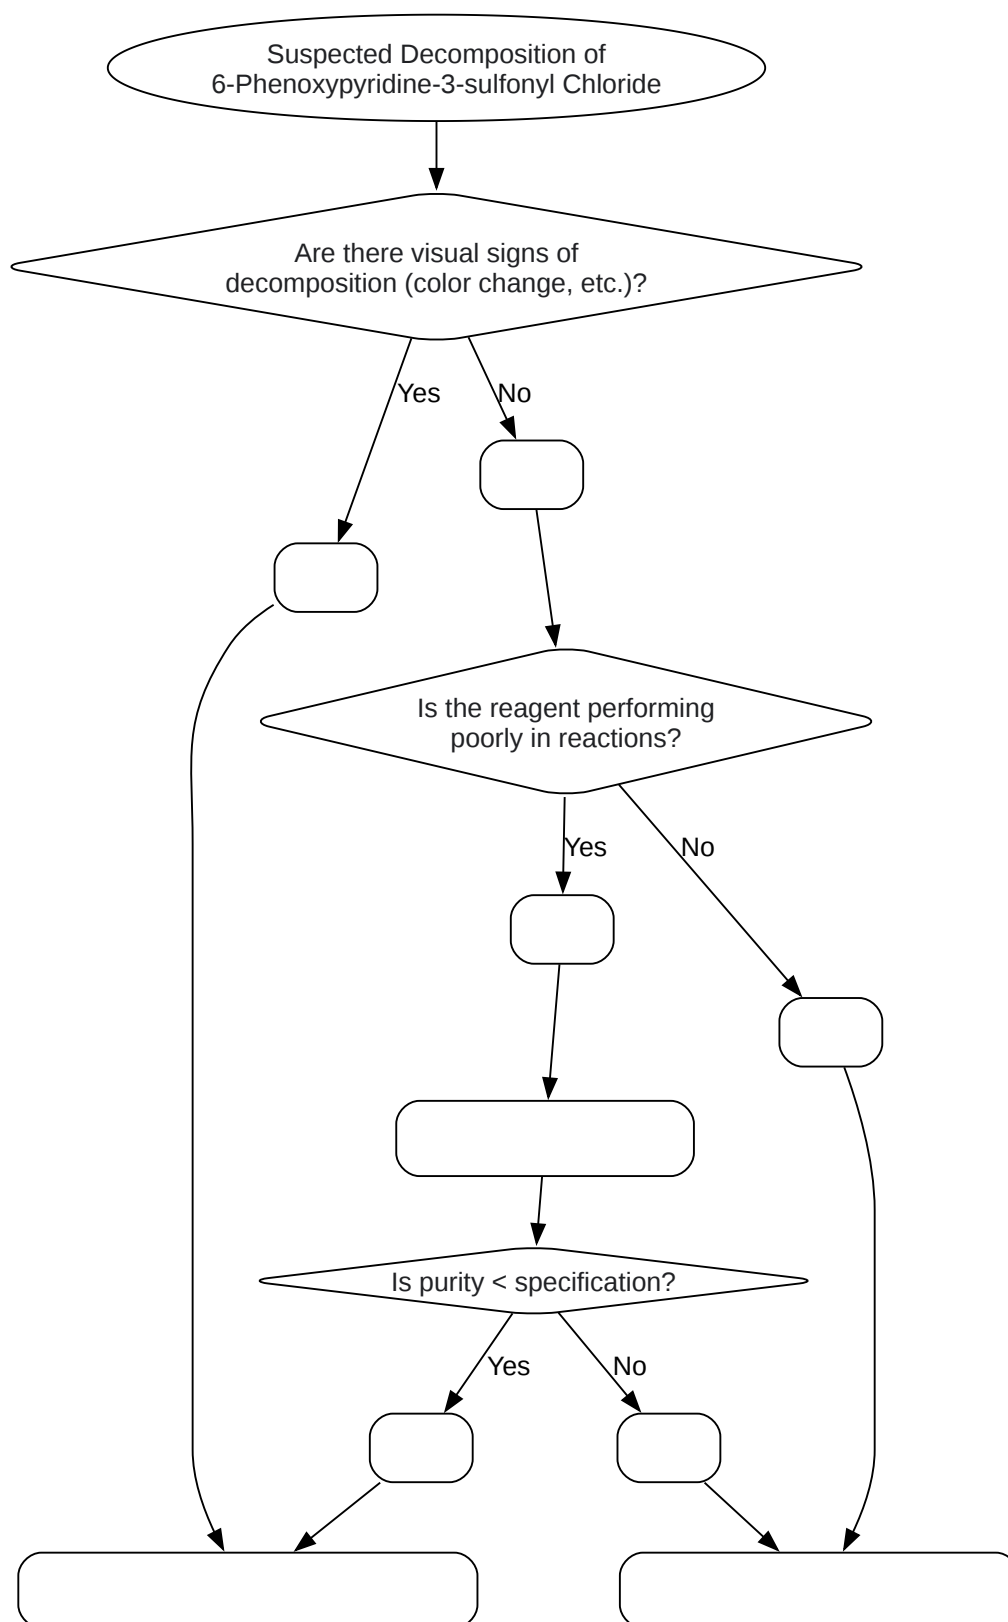 Suspected Decomposition of
6-Phenoxypyridine-3-sulfonyl Chloride
Are there visual signs of
decomposition (color change, etc.)?
Yes
No
Is the reagent performing
poorly in reactions?
Yes
No
Is purity < specification?
Yes
No